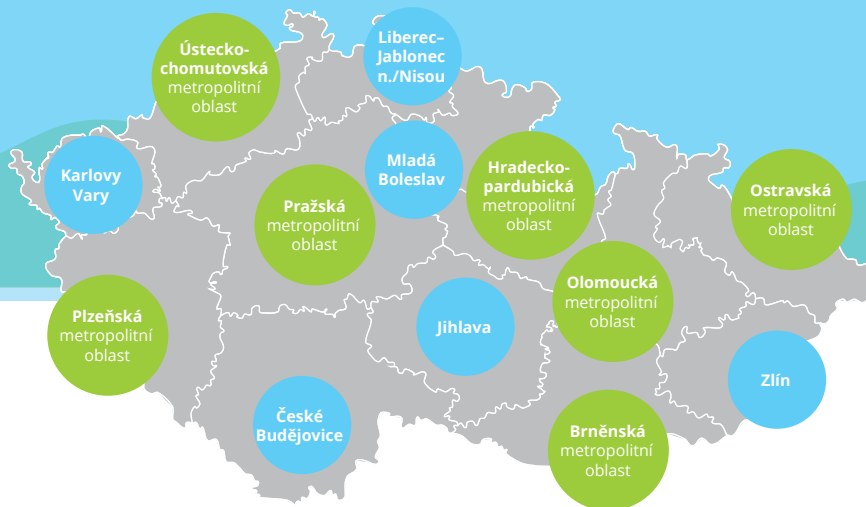 Ústecko-
chomutovská
metropolitní
oblast
Liberec–
Jablonec
n./Nisou
Karlovy
Vary
Mladá
Boleslav
Hradecko-
pardubická
metropolitní
oblast
Pražská
metropolitní
oblast
Ostravská
metropolitní
oblast
Plzeňská
metropolitní
oblast
Jihlava
Olomoucká
metropolitní
oblast
Zlín
České
Budějovice
Brněnská
metropolitní
oblast